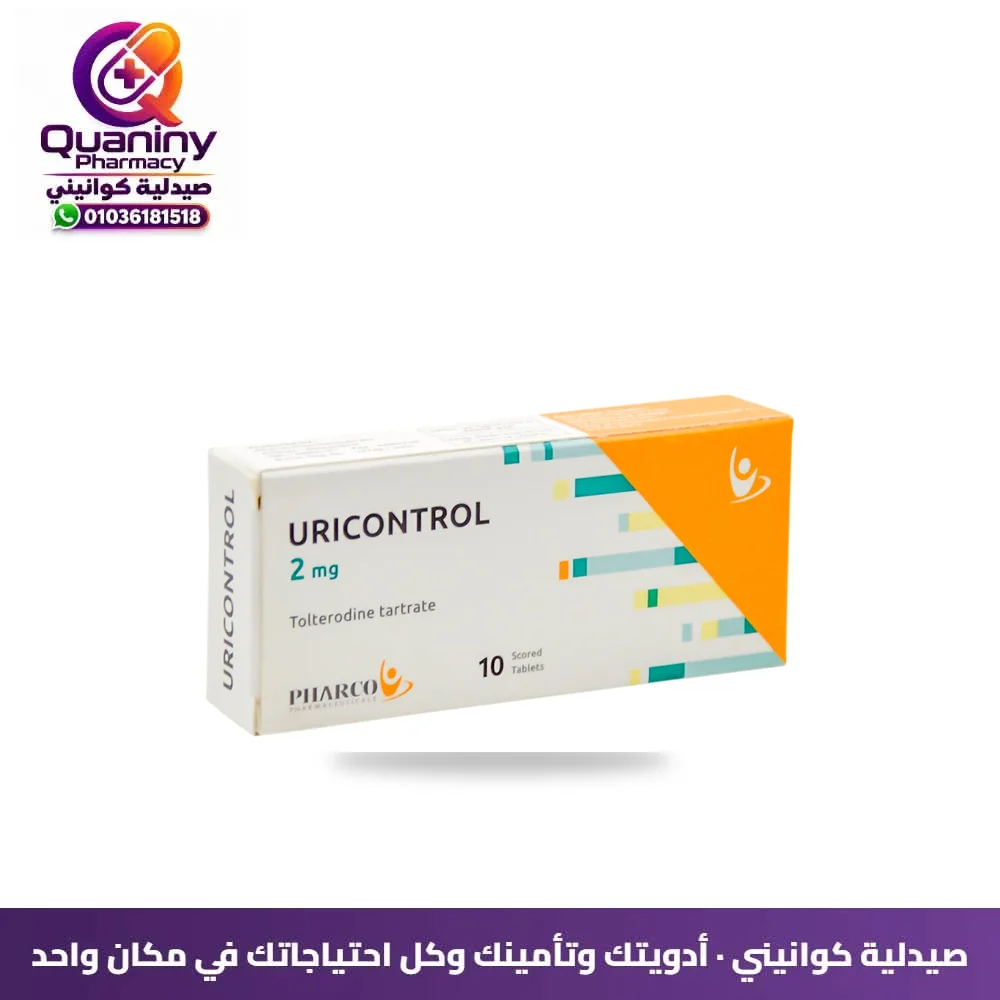 Quaniny
Pharmacy
صيدلية كوانيني
01036181518
URICONTROL
URICONTROL
2 mg
Tolterodine tartrate
10 Scored
Tablets
PHARCO
PHARMACEUTICALS
صيدلية كوانيني · أدويتك وتأمينك وكل احتياجاتك في مكان واحد